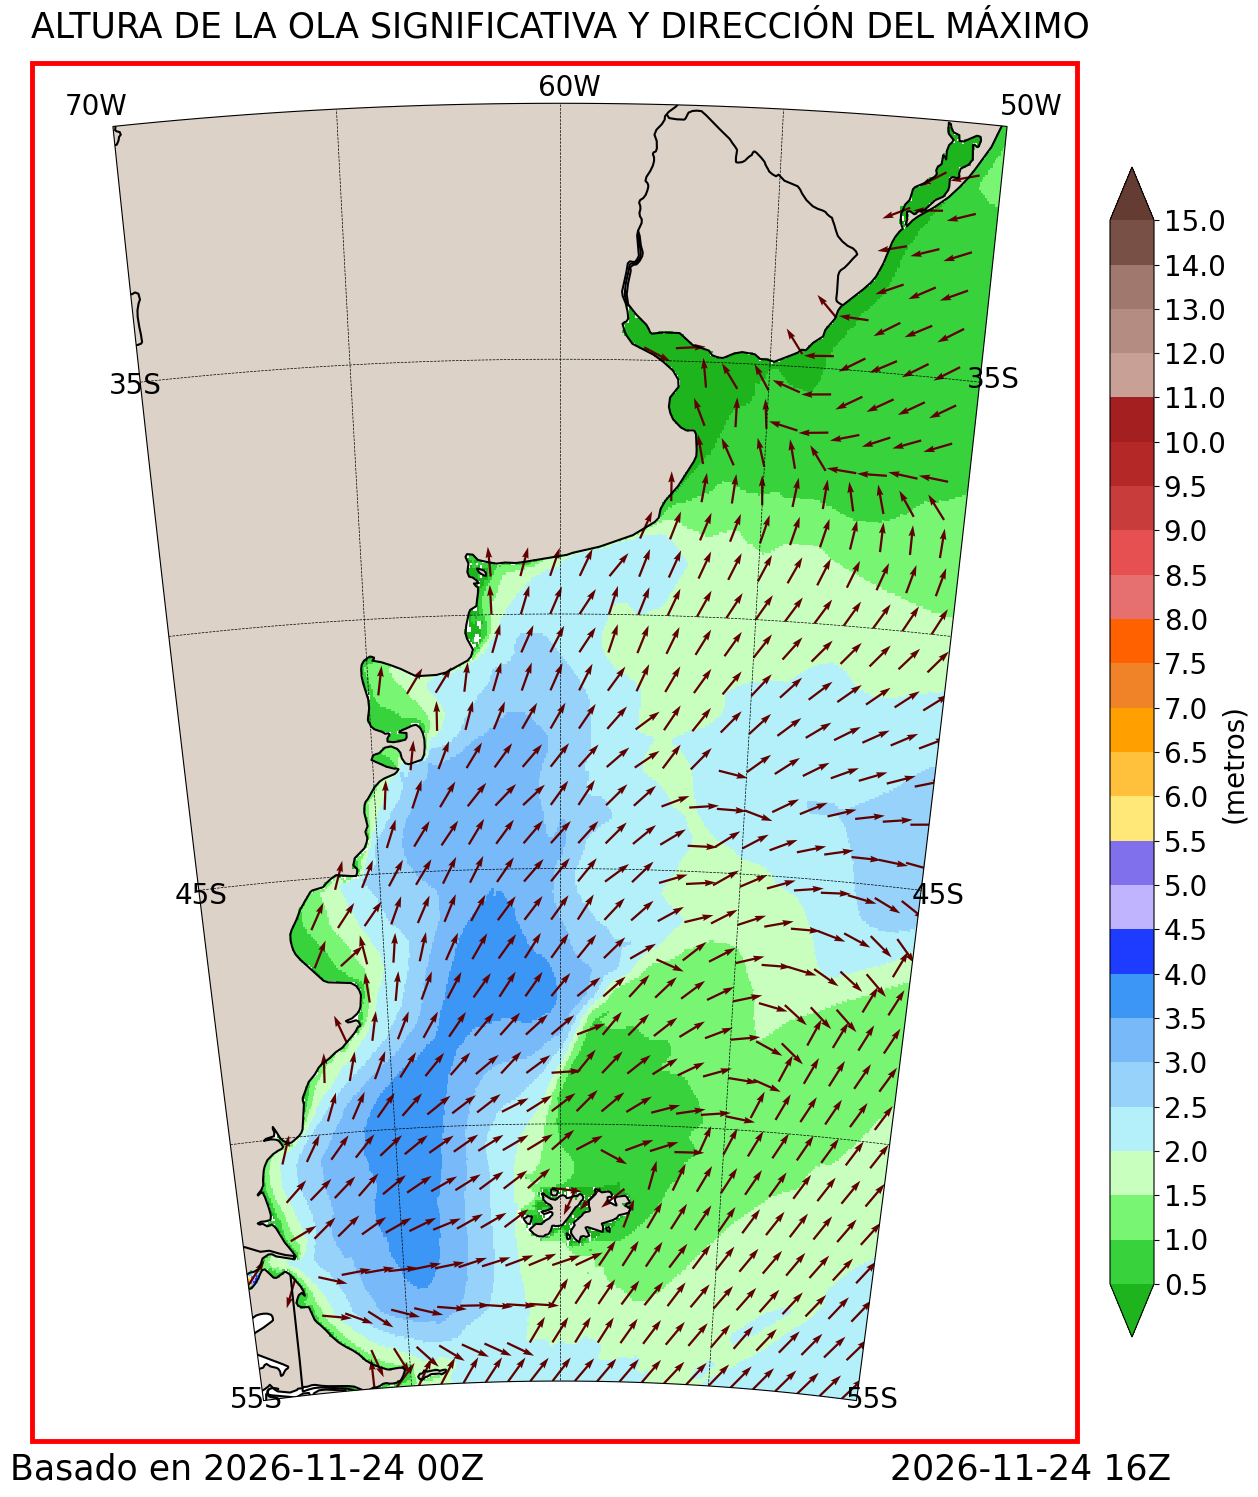 ALTURA DE LA OLA SIGNIFICATIVA Y DIRECCIÓN DEL MÁXIMO
70W
60W
50W
35S
35S
45S
45S
55S
55S
15.0
14.0
13.0
12.0
11.0
10.0
9.5
9.0
8.5
8.0
7.5
7.0
6.5
6.0
5.5
5.0
4.5
4.0
3.5
3.0
2.5
2.0
1.5
1.0
0.5
(metros)
Basado en 2026-11-24 00Z
2026-11-24 16Z